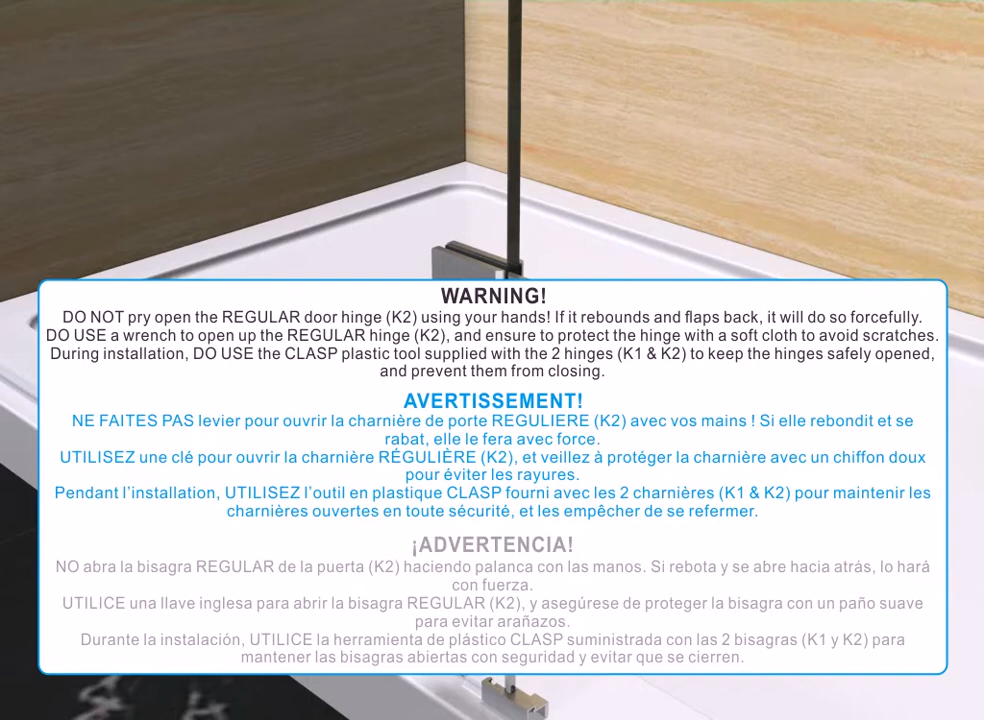 WARNING!
DO NOT pry open the REGULAR door hinge (K2) using your hands! If it rebounds and flaps back, it will do so forcefully.
DO USE a wrench to open up the REGULAR hinge (K2), and ensure to protect the hinge with a soft cloth to avoid scratches.
During installation, DO USE the CLASP plastic tool supplied with the 2 hinges (K1 & K2) to keep the hinges safely opened,
and prevent them from closing.
AVERTISSEMENT!
NE FAITES PAS levier pour ouvrir la charnière de porte REGULIERE (K2) avec vos mains ! Si elle rebondit et se
rabat, elle le fera avec force.
UTILISEZ une clé pour ouvrir la charnière RÉGULIÈRE (K2), et veillez à protéger la charnière avec un chiffon doux
pour éviter les rayures.
Pendant l'installation, UTILISEZ l'outil en plastique CLASP fourni avec les 2 charnières (K1 & K2) pour maintenir les
charnières ouvertes en toute sécurité, et les empêcher de se refermer.
¡ADVERTENCIA!
NO abra la bisagra REGULAR de la puerta (K2) haciendo palanca con las manos. Si rebota y se abre hacia atrás, lo hará
con fuerza.
UTILICE una llave inglesa para abrir la bisagra REGULAR (K2), y asegúrese de proteger la bisagra con un paño suave
para evitar arañazos.
Durante la instalación, UTILICE la herramienta de plástico CLASP suministrada con las 2 bisagras (K1 y K2) para
mantener las bisagras abiertas con seguridad y evitar que se cierren.